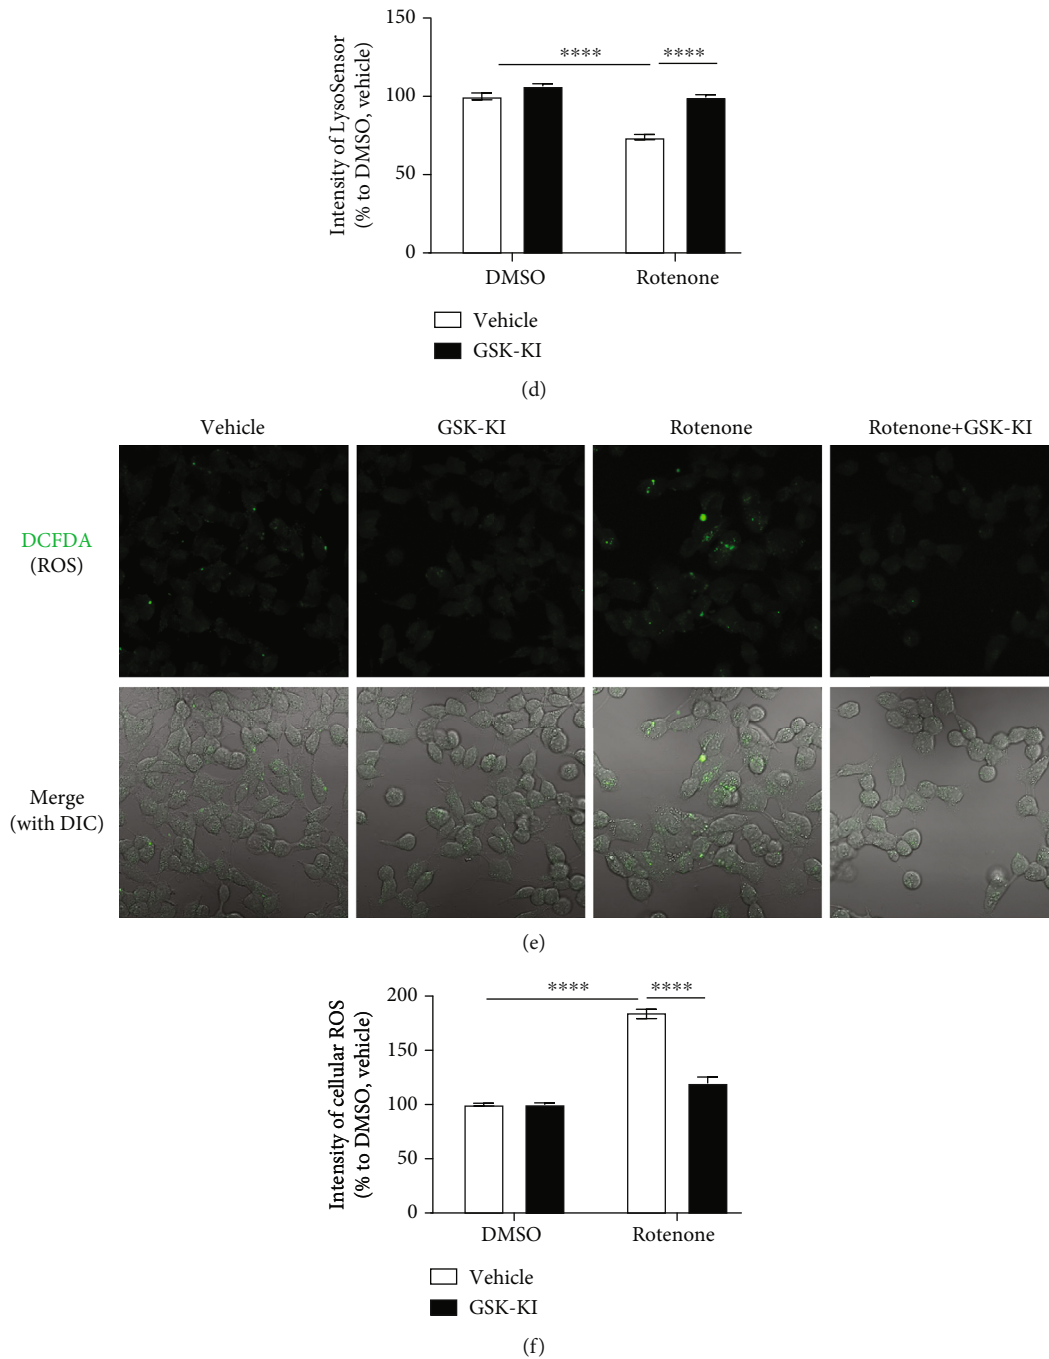 150
100
50
0
Intensity of LysoSensor
(% to DMSO, vehicle)
****
****
DMSO
Rotenone
Vehicle
GSK-KI
(d)
Vehicle
GSK-KI
Rotenone
Rotenone+GSK-KI
DCFDA
(ROS)
Merge
(with DIC)
(e)
200
150
100
50
0
Intensity of cellular ROS
(% to DMSO, vehicle)
****
****
DMSO
Rotenone
Vehicle
GSK-KI
(f)